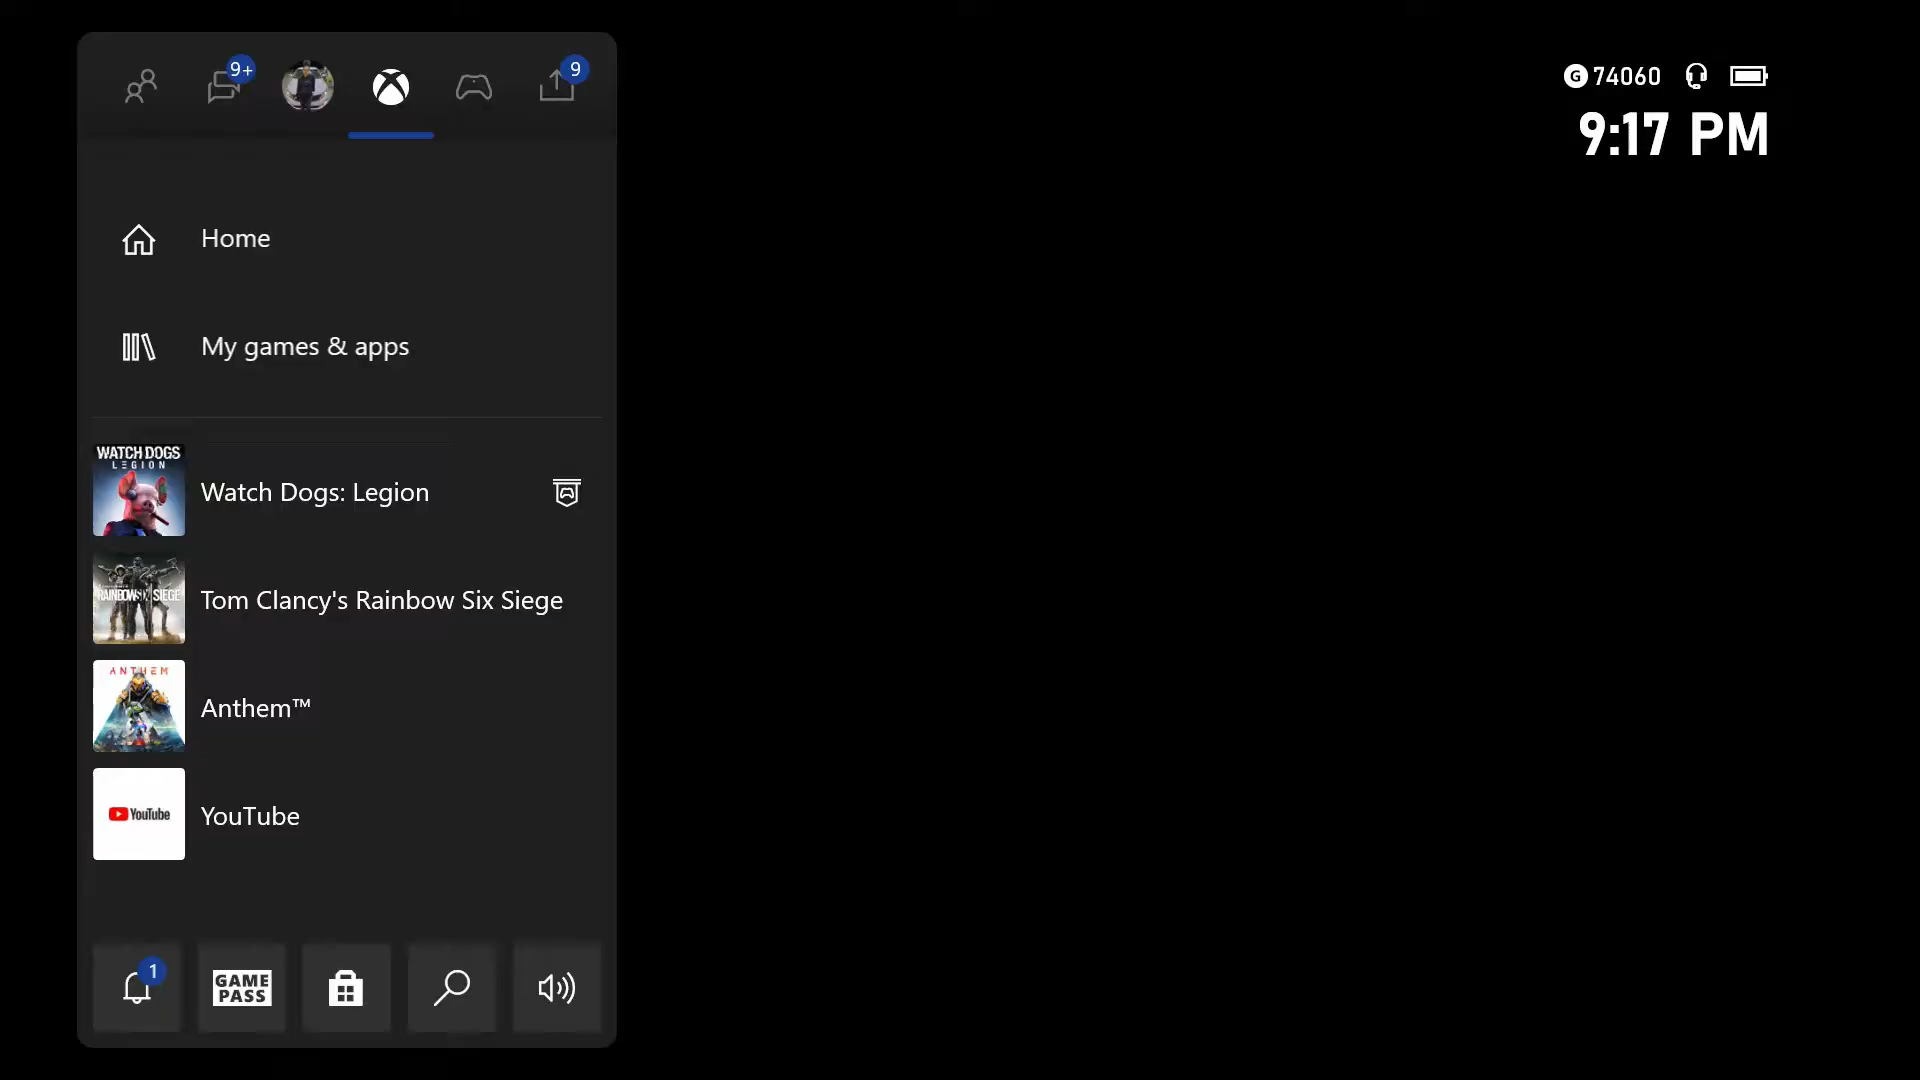 9+
9
G 74060
9:17 PM
Home
My games & apps
WATCH DOGS
LEGION
Watch Dogs: Legion
RAINBOW SIX SIEGE
Tom Clancy's Rainbow Six Siege
ANTHEM
Anthem™
YouTube
YouTube
1
GAME
PASS